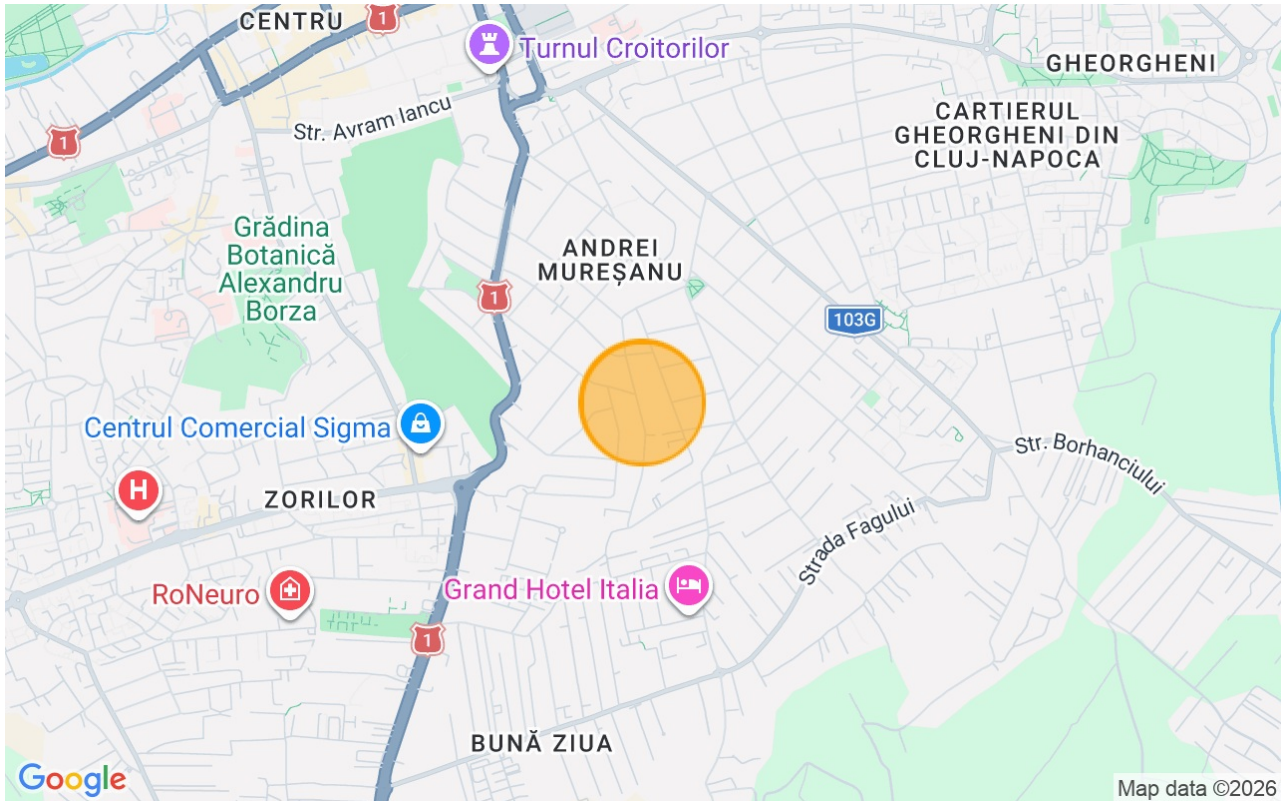 CENTRU
1
Turnul Croitorilor
GHEORGHENI
Str. Avram Iancu
CARTIERUL
GHEORGHENI DIN
CLUJ-NAPOCA
1
Grădina
Botanică
Alexandru
Borza
ANDREI
MUREȘANU
1
103G
Centrul Comercial Sigma
Str. Borhanciului
H
ZORILOR
Strada Fagului
RoNeuro
Grand Hotel Italia
1
BUNĂ ZIUA
Google
Map data ©2026